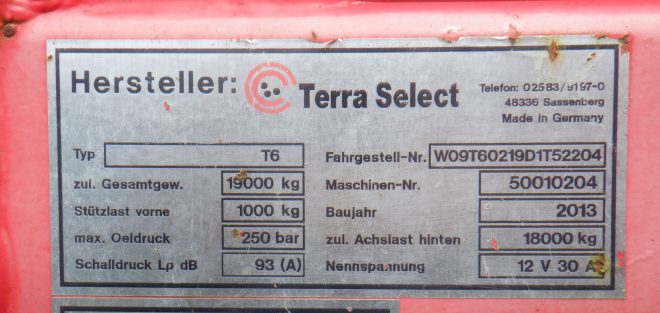 Hersteller: Terra Select
Telefon: 02583/9197-0
48336 Sassenberg
Made in Germany
Typ T6
Fahrgestell-Nr. W09T60219D1T52204
zul. Gesamtgew. 19000 kg
Maschinen-Nr. 50010204
Stützlast vorne 1000 kg
Baujahr 2013
max. Oeldruck 250 bar
zul. Achslast hinten 18000 kg
Schalldruck Lp dB 93 (A)
Nennspannung 12 V 30 A